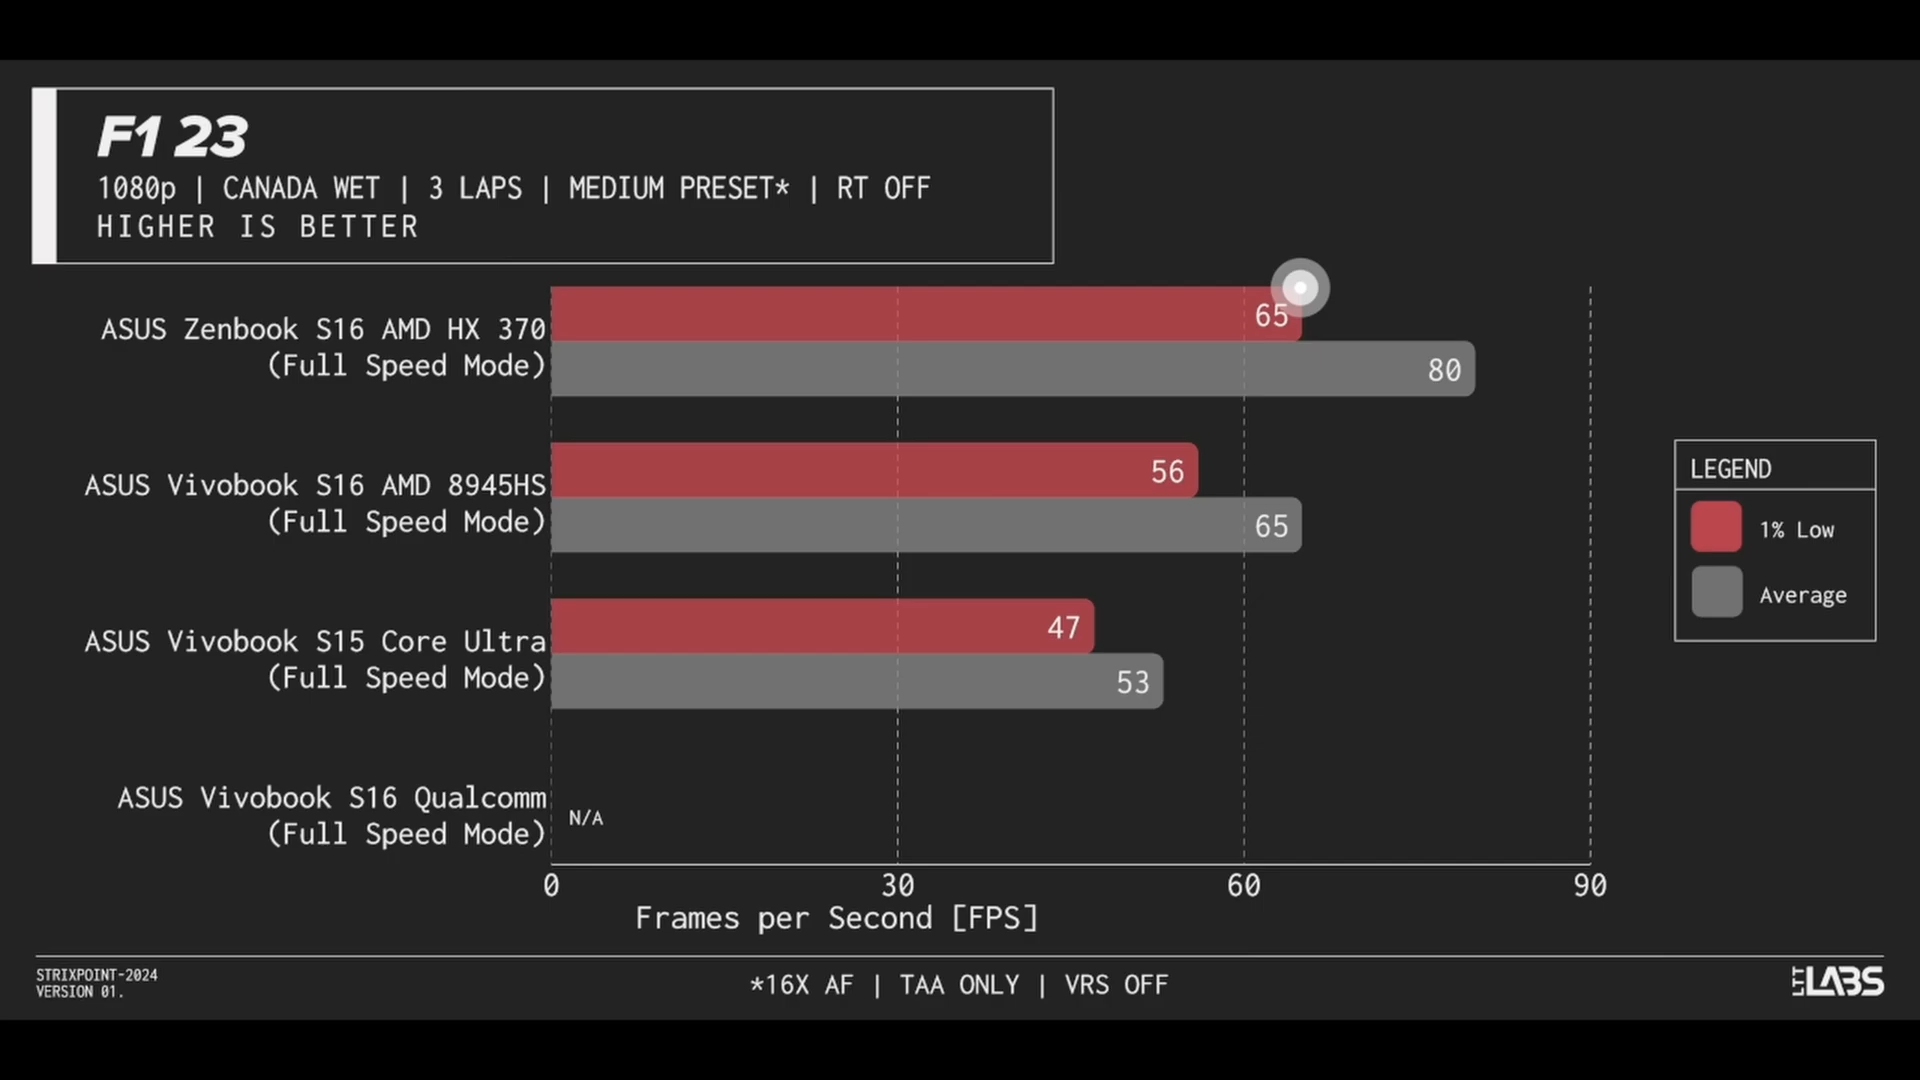 F1 23
1080p | CANADA WET | 3 LAPS | MEDIUM PRESET* | RT OFF
HIGHER IS BETTER
ASUS Zenbook S16 AMD HX 370
(Full Speed Mode)
65
80
ASUS Vivobook S16 AMD 8945HS
(Full Speed Mode)
56
65
ASUS Vivobook S15 Core Ultra
(Full Speed Mode)
47
53
ASUS Vivobook S16 Qualcomm
(Full Speed Mode)
N/A
0 30 60 90
Frames per Second [FPS]
LEGEND
1% Low
Average
STRIXPOINT-2024
VERSION 01.
*16X AF | TAA ONLY | VRS OFF
LTT LABS